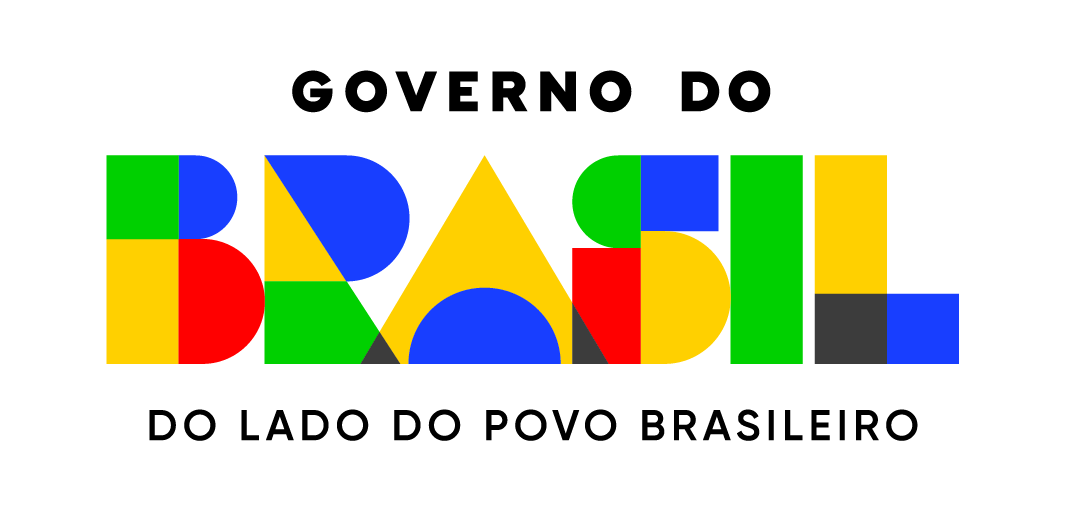 GOVERNO DO
BRASIL
DO LADO DO POVO BRASILEIRO